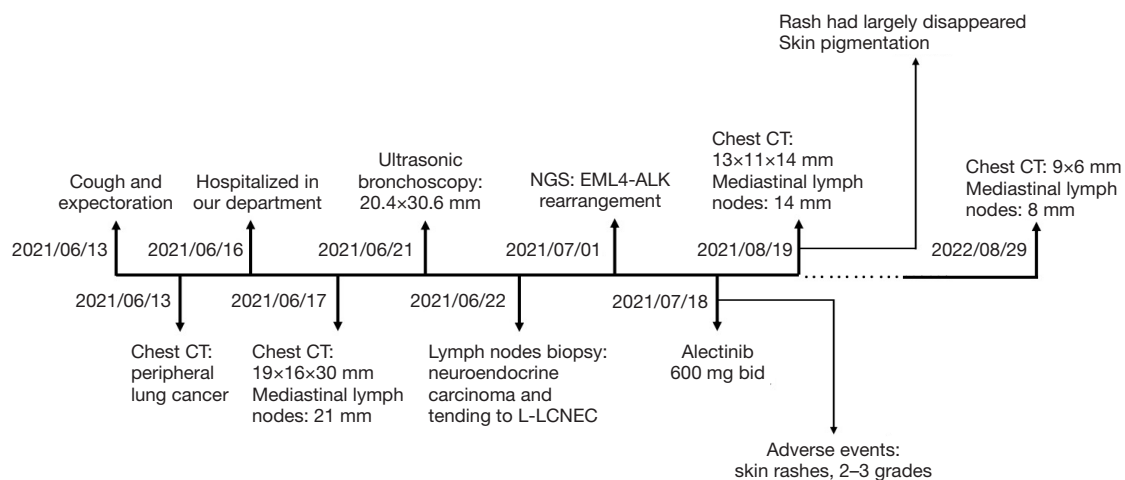 Rash had largely disappeared
Skin pigmentation
Cough and
expectoration
Hospitalized in
our department
Ultrasonic
bronchoscopy:
20.4×30.6 mm
NGS: EML4-ALK
rearrangement
Chest CT:
13×11×14 mm
Mediastinal lymph
nodes: 14 mm
Chest CT: 9×6 mm
Mediastinal lymph
nodes: 8 mm
2021/06/13
2021/06/16
2021/06/21
2021/07/01
2021/08/19
2022/08/29
2021/06/13
2021/06/17
2021/06/22
2021/07/18
Chest CT:
peripheral
lung cancer
Chest CT:
19×16×30 mm
Mediastinal lymph
nodes: 21 mm
Lymph nodes biopsy:
neuroendocrine
carcinoma and
tending to L-LCNEC
Alectinib
600 mg bid
Adverse events:
skin rashes, 2–3 grades